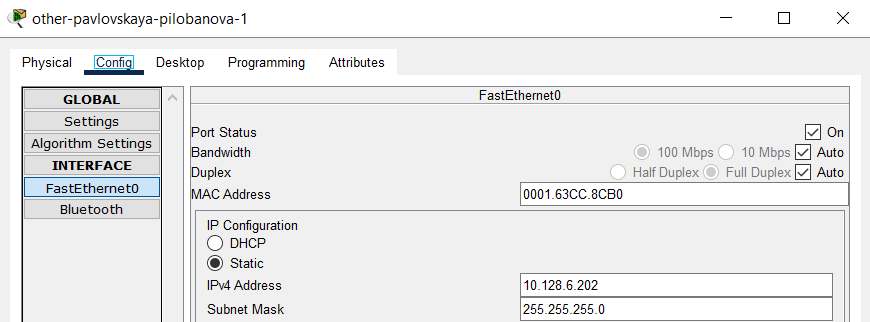 other-pavlovskaya-pilobanova-1
Physical Config Desktop Programming Attributes
GLOBAL
Settings
Algorithm Settings
INTERFACE
FastEthernet0
Bluetooth
FastEthernet0
Port Status On
Bandwidth 100 Mbps 10 Mbps Auto
Duplex Half Duplex Full Duplex Auto
MAC Address 0001.63CC.8CB0
IP Configuration
DHCP
Static
IPv4 Address 10.128.6.202
Subnet Mask 255.255.255.0